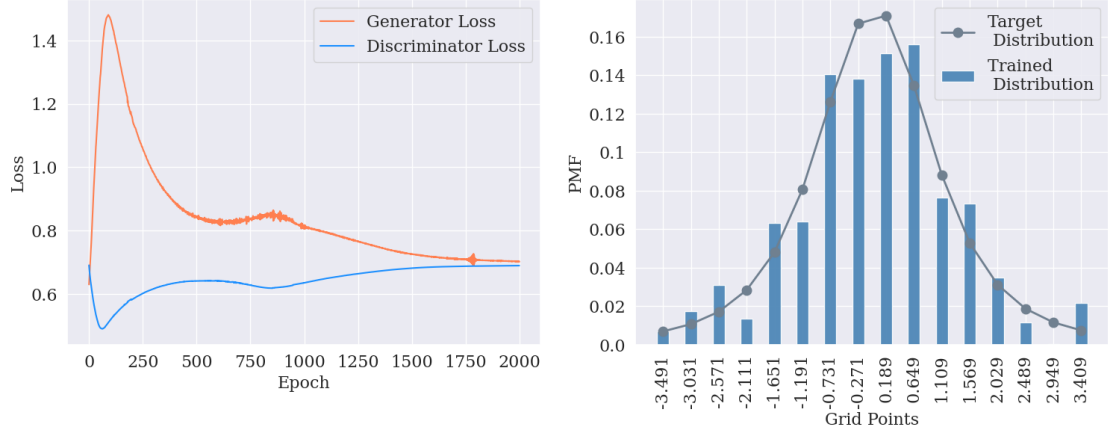 Generator Loss
Discriminator Loss
1.4
1.2
1.0
0.8
0.6
Loss
0 250 500 750 1000 1250 1500 1750 2000
Epoch
Target
Distribution
Trained
Distribution
0.16
0.14
0.12
0.10
0.08
0.06
0.04
0.02
0.0
PMF
-3.491 -3.031 -2.571 -2.111 -1.651 -1.191 -0.731 -0.271 0.189 0.649 1.109 1.569 2.029 2.489 2.949 3.409
Grid Points